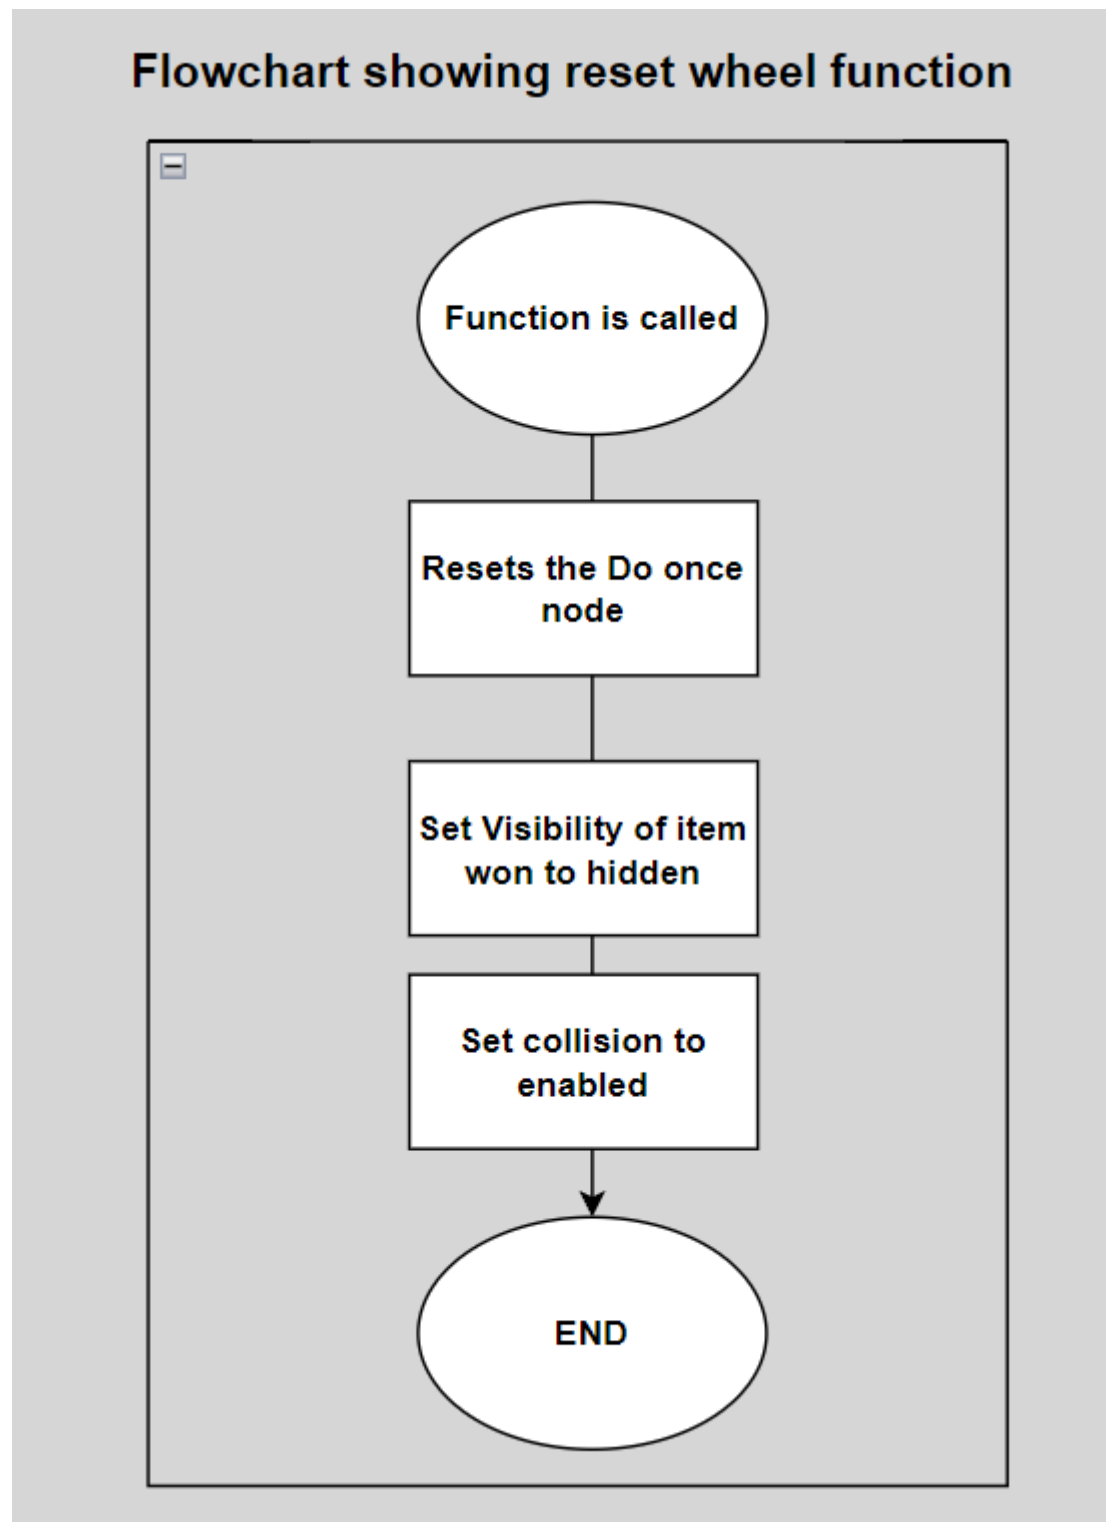 Flowchart showing reset wheel function
Function is called
Resets the Do once
node
Set Visibility of item
won to hidden
Set collision to
enabled
END